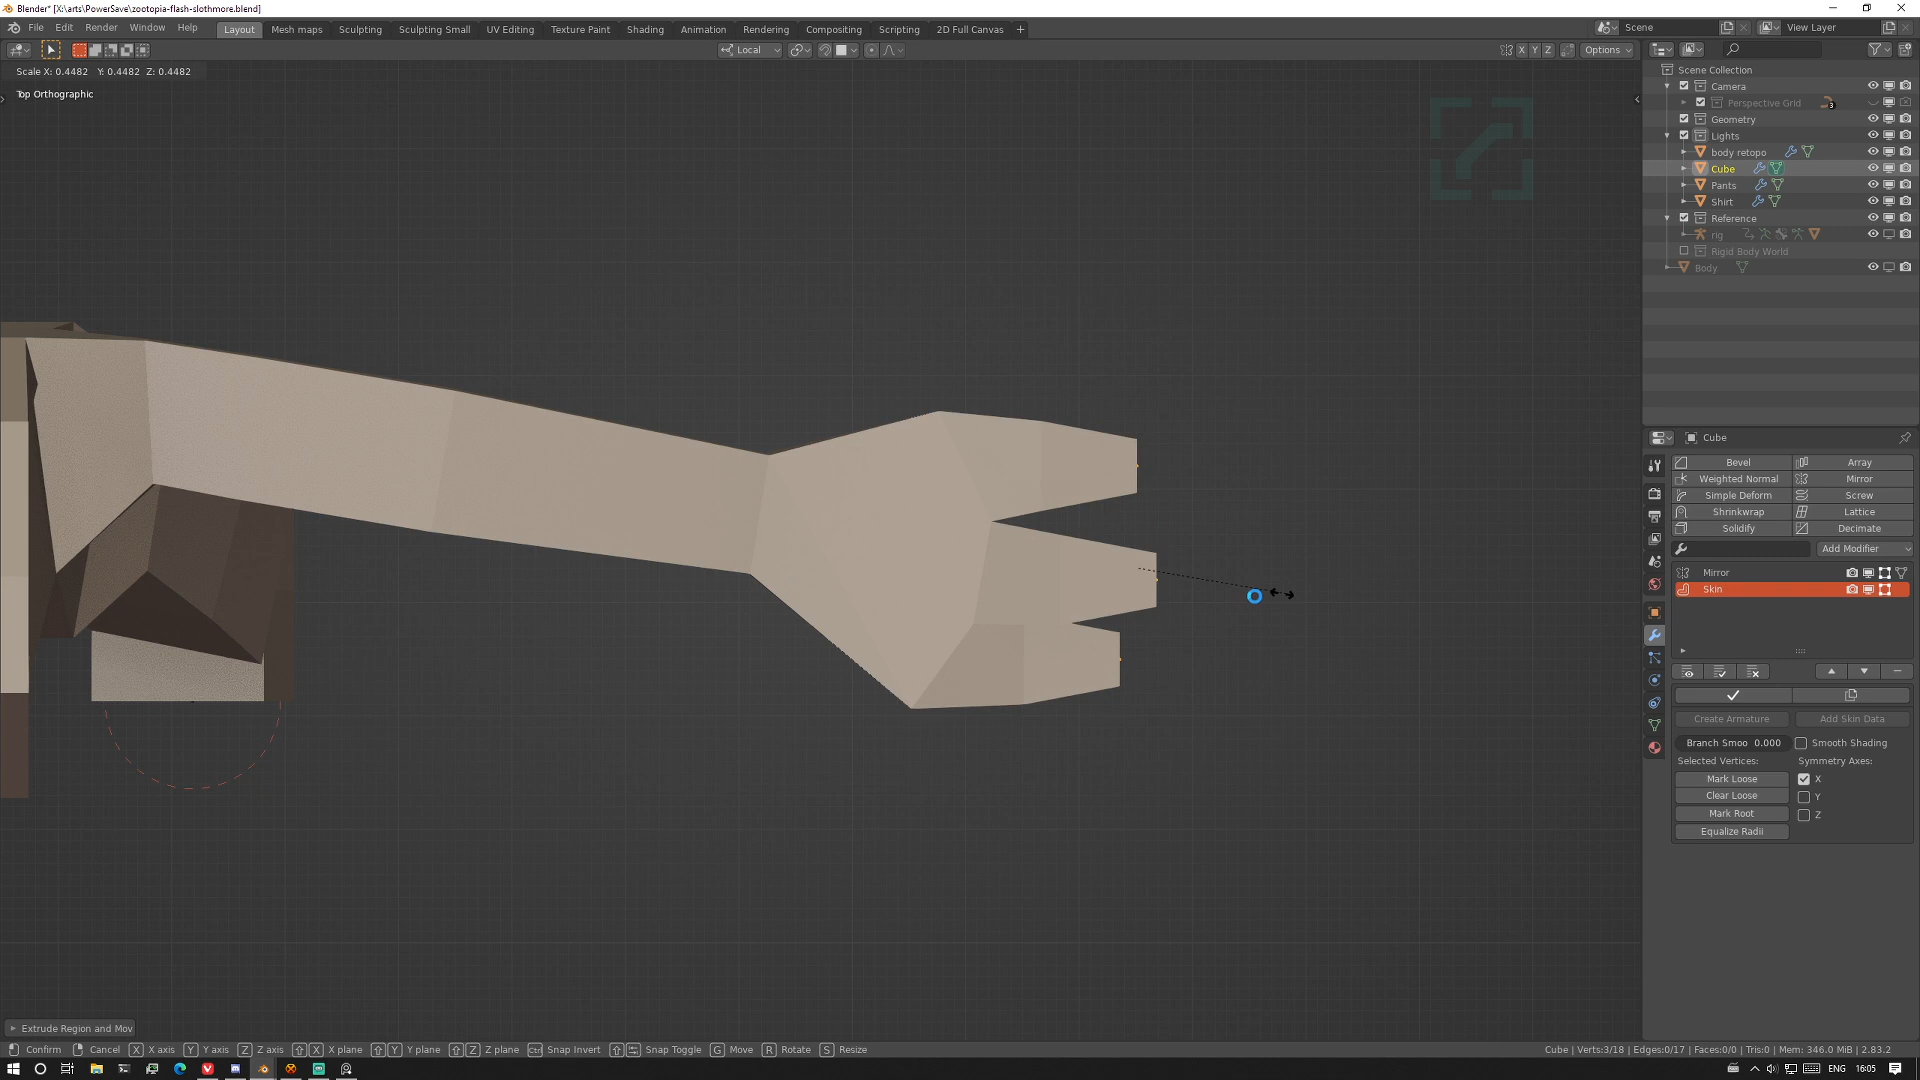 Blender* [X:\arts\PowerSave\zootopia-flash-slothmore.blend]
File Edit Render Window Help Layout Mesh maps Sculpting Sculpting Small UV Editing Texture Paint Shading Animation Rendering Compositing Scripting 2D Full Canvas + Scene View Layer
Local X Y Z Options
Scale X: 0.4482 Y: 0.4482 Z: 0.4482
Top Orthographic
Scene Collection
Camera
Perspective Grid 3
Geometry
Lights
body retopo
Cube
Pants
Shirt
Reference
rig
Rigid Body World
Body
Cube
Bevel Array
Weighted Normal Mirror
Simple Deform Screw
Shrinkwrap Lattice
Solidify Decimate
Add Modifier
Mirror
Skin
Create Armature Add Skin Data
Branch Smoo 0.000 Smooth Shading
Selected Vertices: Symmetry Axes:
Mark Loose X
Clear Loose Y
Mark Root Z
Equalize Radii
Extrude Region and Mov
Confirm Cancel X X axis Y Y axis Z Z axis X X plane Y Y plane Z Z plane Ctrl Snap Invert Snap Toggle G Move R Rotate S Resize Cube | Verts:3/18 | Edges:0/17 | Faces:0/0 | Tris:0 | Mem: 346.0 MiB | 2.83.2
ENG 16:05